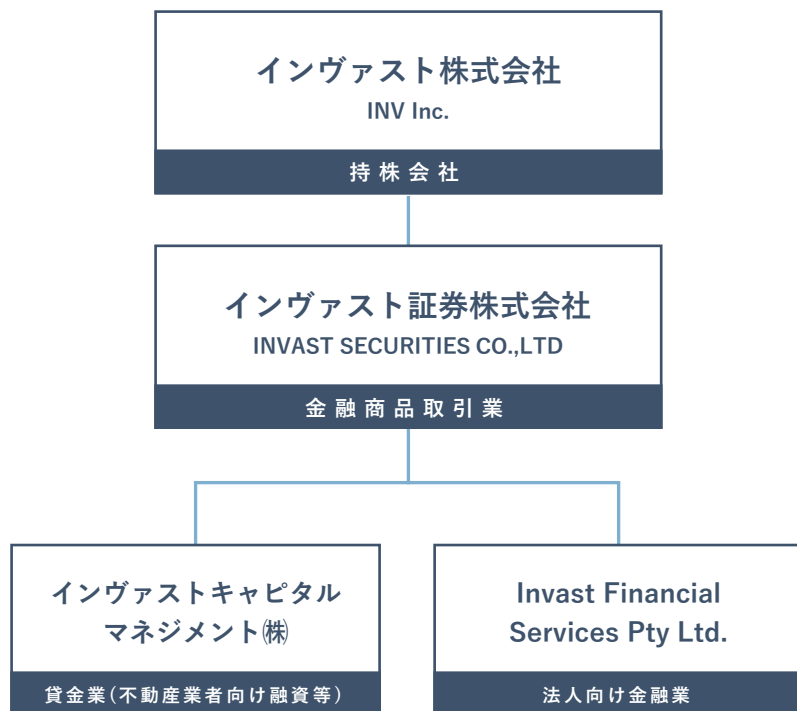 インヴァスト株式会社
INV Inc.
持株会社
インヴァスト証券株式会社
INVAST SECURITIES CO.,LTD
金融商品取引業
インヴァストキャピタル
マネジメント㈱
貸金業(不動産業者向け融資等)
Invast Financial
Services Pty Ltd.
法人向け金融業